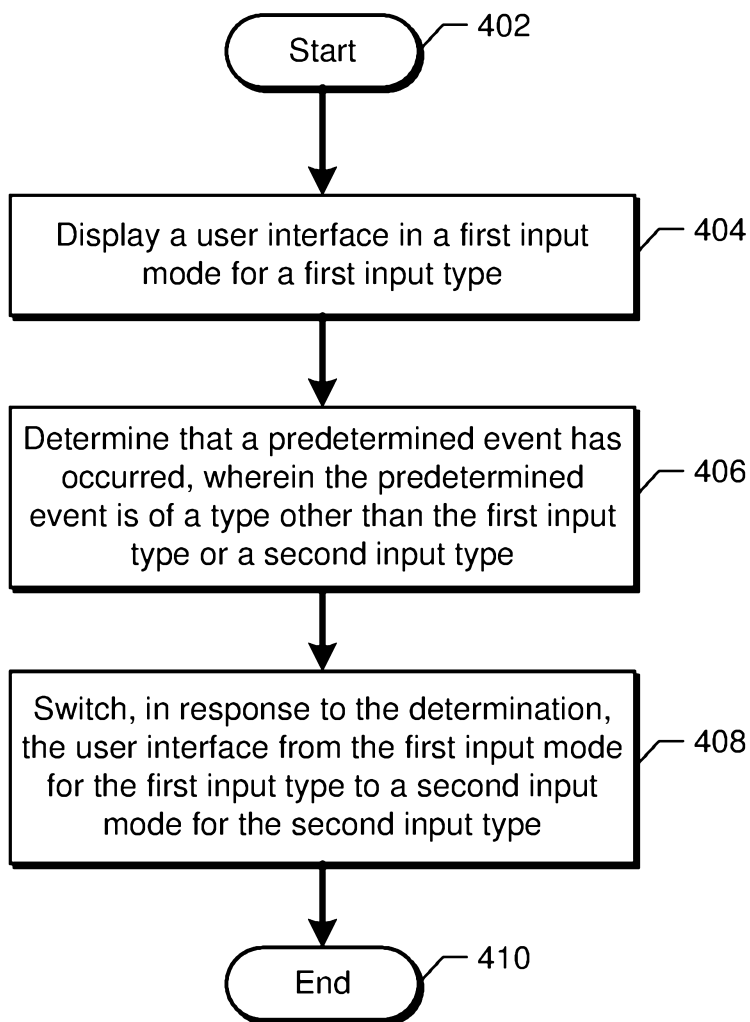 Start
402
Display a user interface in a first input
mode for a first input type
404
Determine that a predetermined event has
occurred, wherein the predetermined
event is of a type other than the first input
type or a second input type
406
Switch, in response to the determination,
the user interface from the first input mode
for the first input type to a second input
mode for the second input type
408
End
410